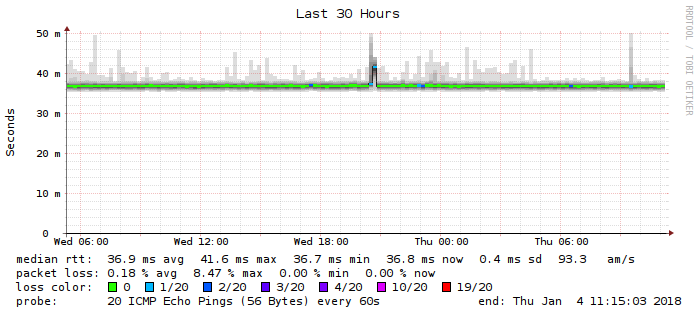 Last 30 Hours
RRDTOOL / TOBI OETIKER
Seconds
50 m
40 m
30 m
20 m
10 m
0
Wed 06:00 Wed 12:00 Wed 18:00 Thu 00:00 Thu 06:00
median rtt: 36.9 ms avg 41.6 ms max 36.7 ms min 36.8 ms now 0.4 ms sd 93.3 am/s
packet loss: 0.18 % avg 8.47 % max 0.00 % min 0.00 % now
loss color: 0 1/20 2/20 3/20 4/20 10/20 19/20
probe: 20 ICMP Echo Pings (56 Bytes) every 60s end: Thu Jan 4 11:15:03 2018